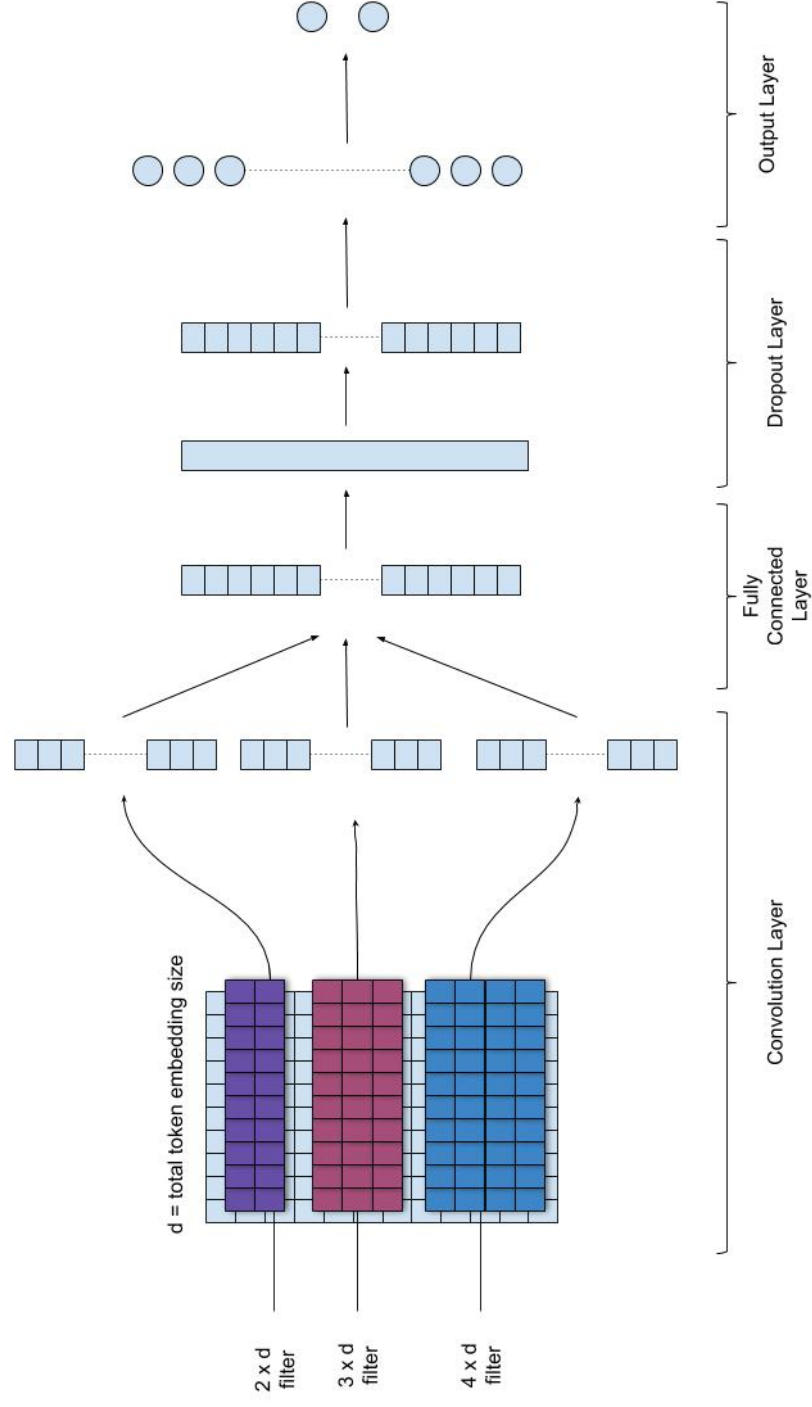 d = total token embedding size
2 x d
filter
3 x d
filter
4 x d
filter
Convolution Layer
Fully
Connected
Layer
Dropout Layer
Output Layer